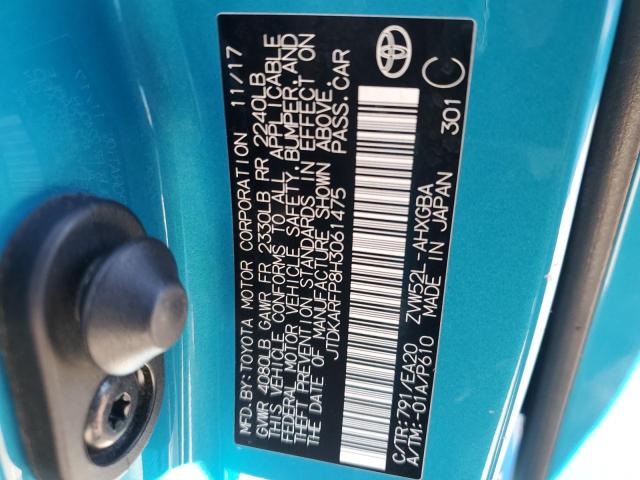 MFD.BY:TOYOTA MOTOR CORPORATION 11/17
GVWR 4080LB GAWR FR 2330LB RR 2240LB
THIS VEHICLE CONFORMS TO ALL APPLICABLE
FEDERAL MOTOR VEHICLE SAFETY, BUMPER, AND
THEFT PREVENTION STANDARDS IN EFFECT ON
THE DATE OF MANUFACTURE SHOWN ABOVE.
JTDKARFP8H3061475 PASS.CAR
C/TR:791/EA20 ZVW52L-AHXGBA
A/TM:-01A/P610 MADE IN JAPAN 301 C